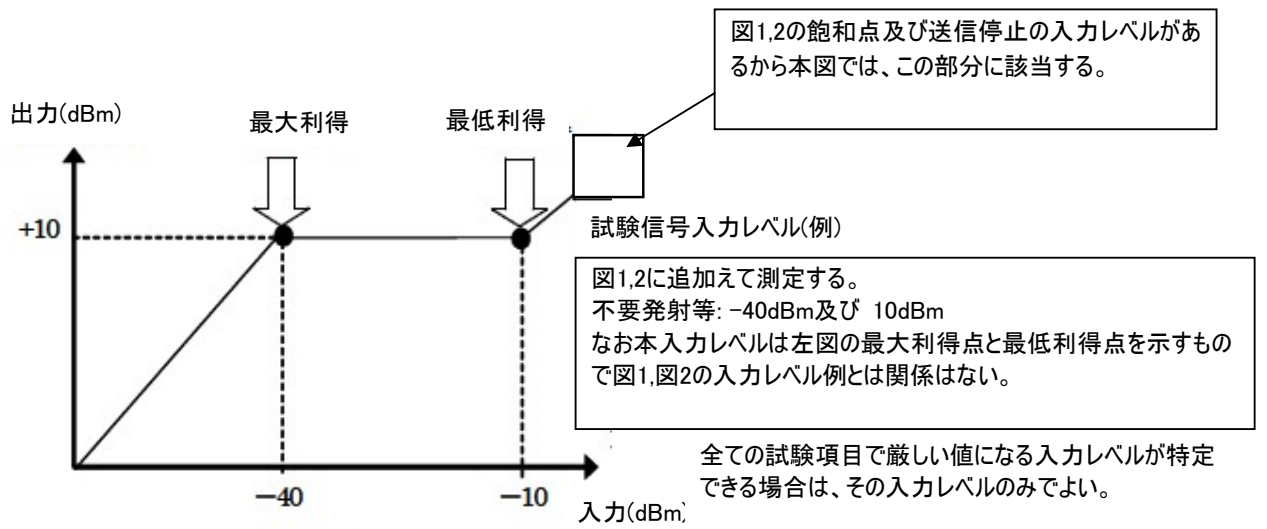 図1,2の飽和点及び送信停止の入力レベルがあ
るから本図では、この部分に該当する。
出力(dBm)
最大利得
最低利得
+10
試験信号入力レベル(例)
図1,2に追加えて測定する。
不要発射等: -40dBm及び 10dBm
なお本入力レベルは左図の最大利得点と最低利得点を示すもの
で図1,図2の入力レベル例とは関係はない。
全ての試験項目で厳しい値になる入力レベルが特定
できる場合は、その入力レベルのみでよい。
−40
−10
入力(dBm)